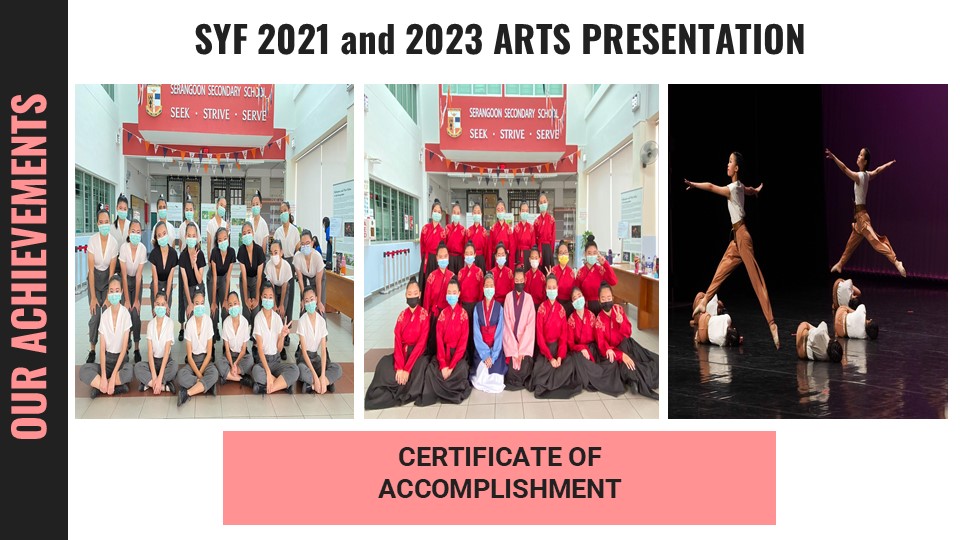 SYF 2021 and 2023 ARTS PRESENTATION
OUR ACHIEVEMENTS
SERANGOON SECONDARY SCHOOL
SEEK · STRIVE · SERVE
SERANGOON SECONDARY SCHOOL
SEEK · STRIVE · SERVE
CERTIFICATE OF
ACCOMPLISHMENT